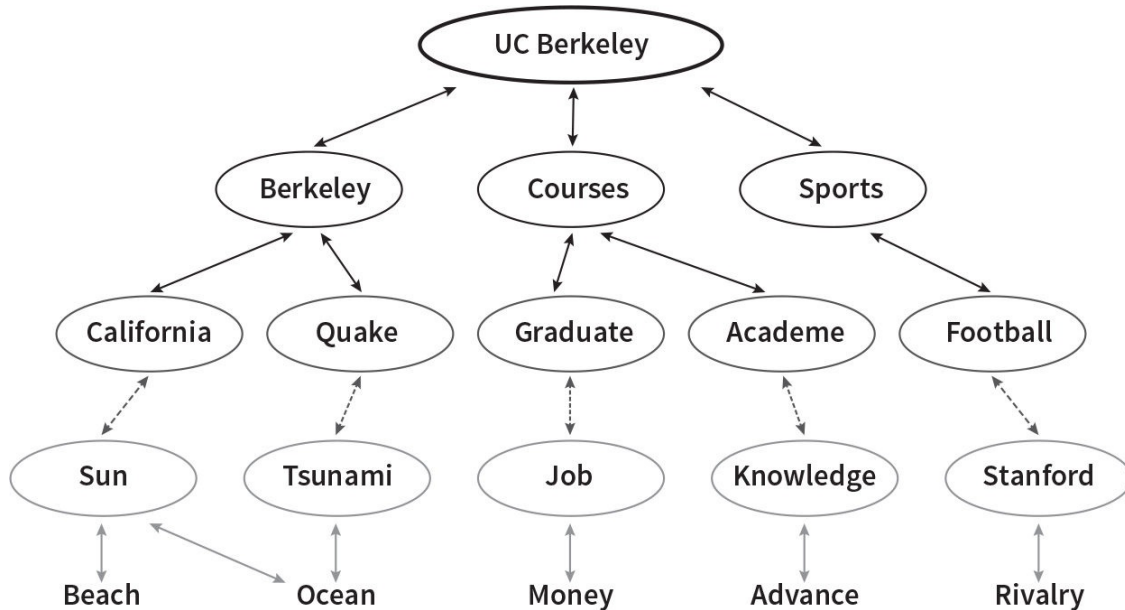 UC Berkeley
Berkeley Courses Sports
California Quake Graduate Academe Football
Sun Tsunami Job Knowledge Stanford
Beach Ocean Money Advance Rivalry